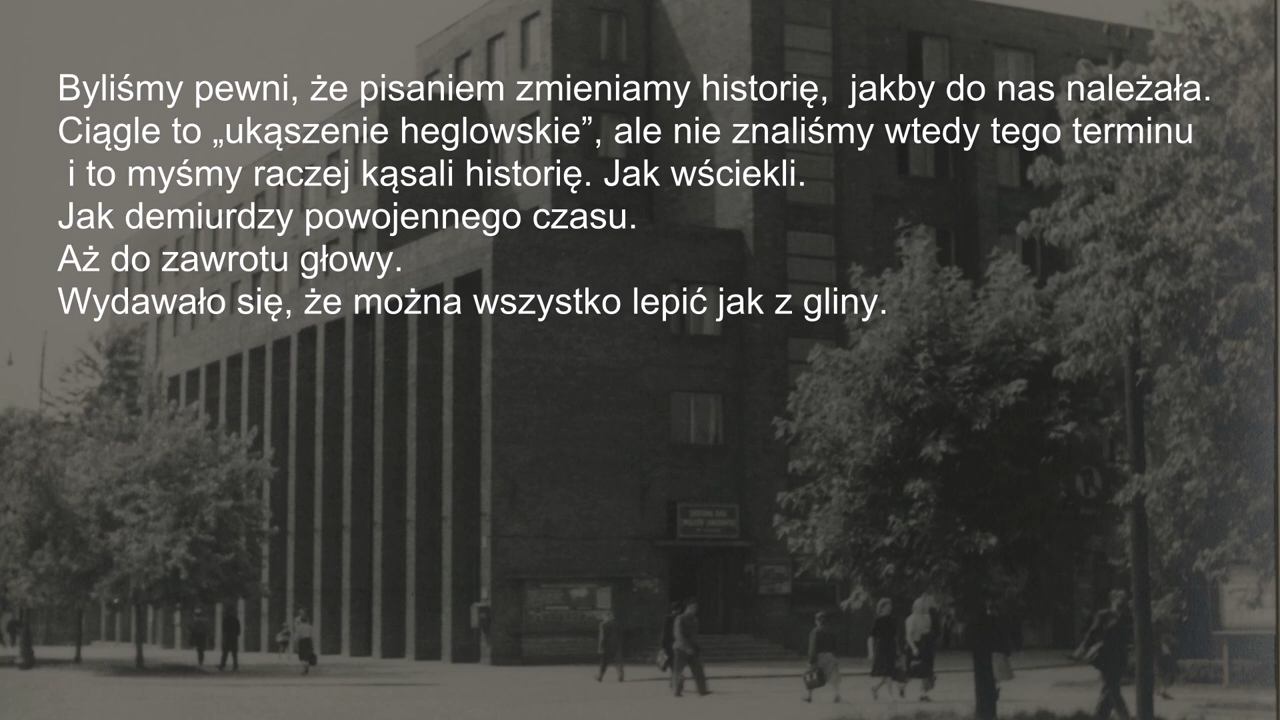 Byliśmy pewni, że pisaniem zmieniamy historię,  jakby do nas należała.
Ciągle to „ukąszenie heglowskie”, ale nie znaliśmy wtedy tego terminu
i to myśmy raczej kąsali historię. Jak wściekli.
Jak demiurdzy powojennego czasu.
Aż do zawrotu głowy.
Wydawało się, że można wszystko lepić jak z gliny.